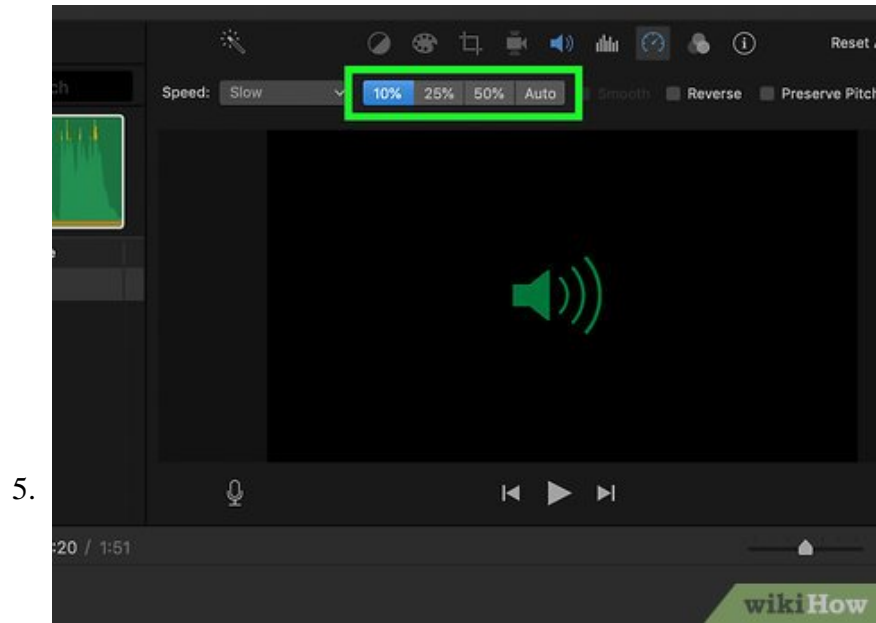 Reset
ch
Speed: Slow 10% 25% 50% Auto Smooth Reverse Preserve Pitch
5.
:20 / 1:51
wikiHow